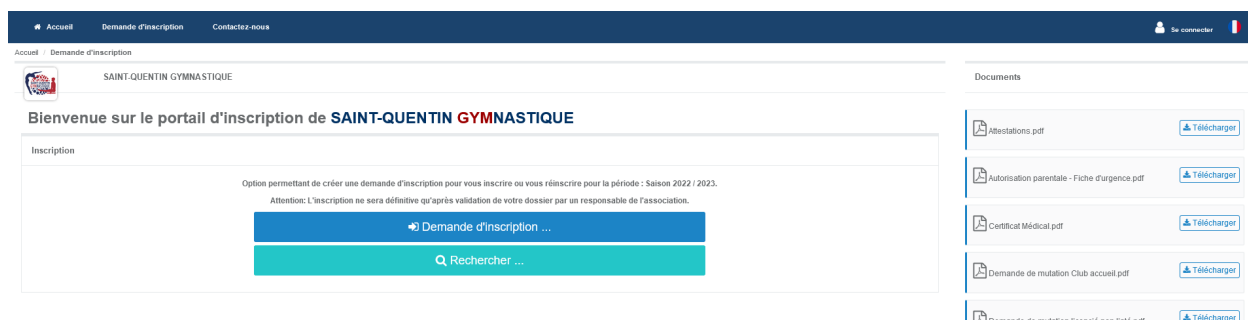 Accueil
Demande d'inscription
Contactez-nous
Se connecter
Accueil / Demande d'inscription
SAINT-QUENTIN GYMNASTIQUE
Bienvenue sur le portail d'inscription de SAINT-QUENTIN GYMNASTIQUE
Inscription
Option permettant de créer une demande d'inscription pour vous inscrire ou vous réinscrire pour la période : Saison 2022 / 2023.
Attention: L'inscription ne sera définitive qu'après validation de votre dossier par un responsable de l'association.
Demande d'inscription ...
Rechercher ...
Documents
Attestations.pdf
Télécharger
Autorisation parentale - Fiche d'urgence.pdf
Télécharger
Certificat Médical.pdf
Télécharger
Demande de mutation Club accueil.pdf
Télécharger
Télécharger